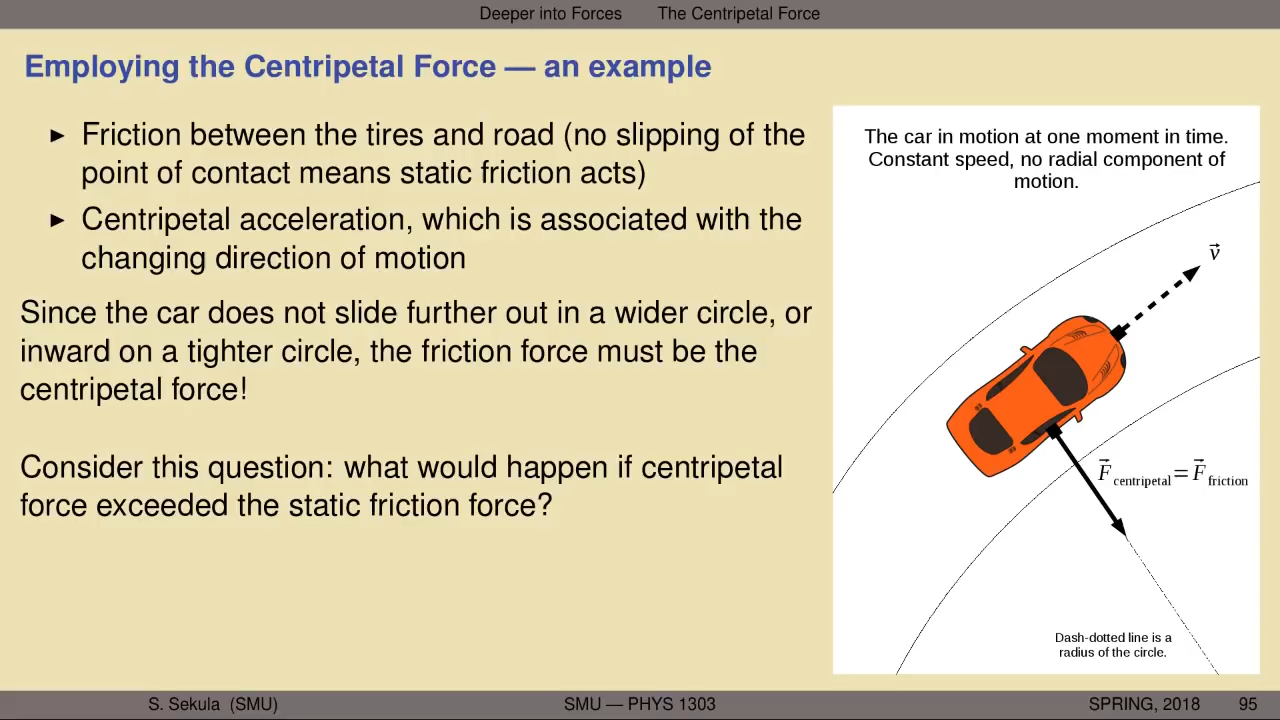 Deeper into Forces The Centripetal Force
Employing the Centripetal Force — an example
▶ Friction between the tires and road (no slipping of the
point of contact means static friction acts)
▶ Centripetal acceleration, which is associated with the
changing direction of motion
Since the car does not slide further out in a wider circle, or
inward on a tighter circle, the friction force must be the
centripetal force!
Consider this question: what would happen if centripetal
force exceeded the static friction force?
The car in motion at one moment in time.
Constant speed, no radial component of
motion.
v⃗
F⃗ centripetal = F⃗ friction
Dash-dotted line is a
radius of the circle.
S. Sekula (SMU) SMU — PHYS 1303 SPRING, 2018 95